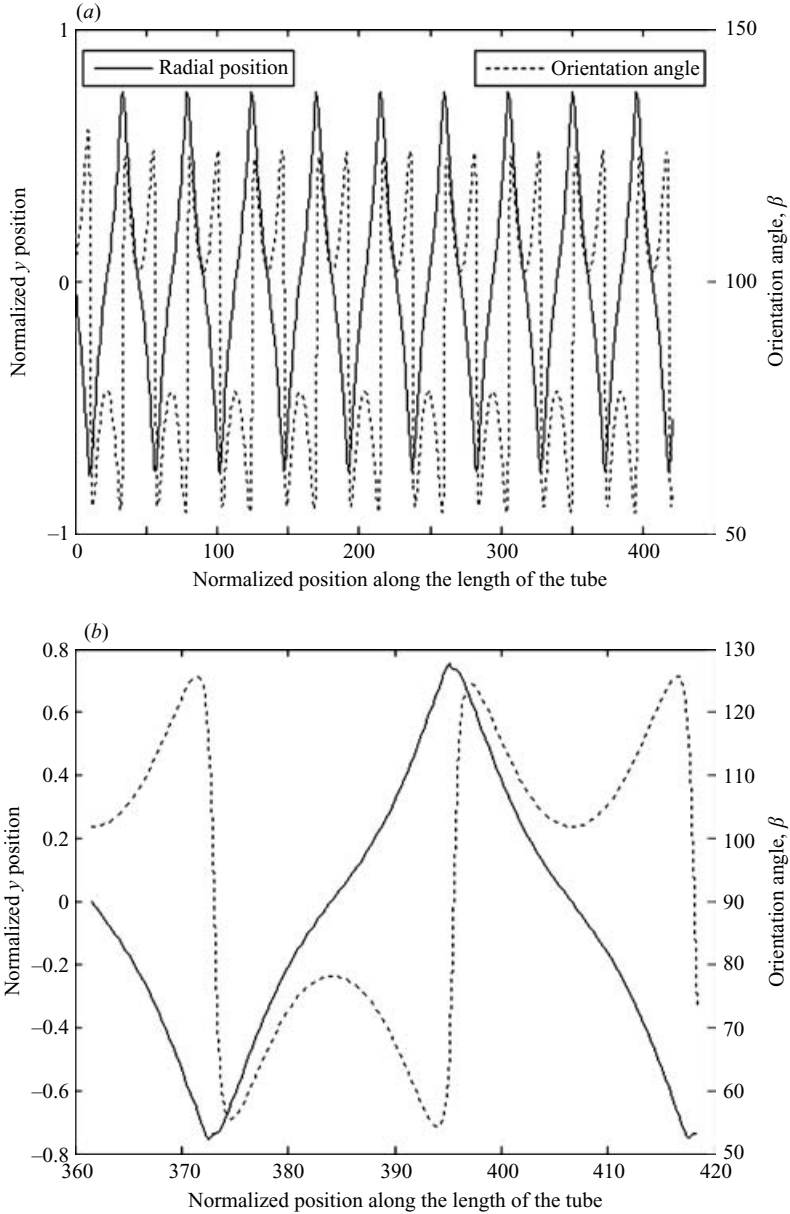 (a)
1
150
Radial position
Orientation angle
Normalized y position
0
100
Orientation angle, β
–1
50
0 100 200 300 400
Normalized position along the length of the tube
(b)
0.8
130
0.6
120
0.4
110
0.2
100
Normalized y position
0
90
Orientation angle, β
–0.2
80
–0.4
70
–0.6
60
–0.8
50
360 370 380 390 400 410 420
Normalized position along the length of the tube